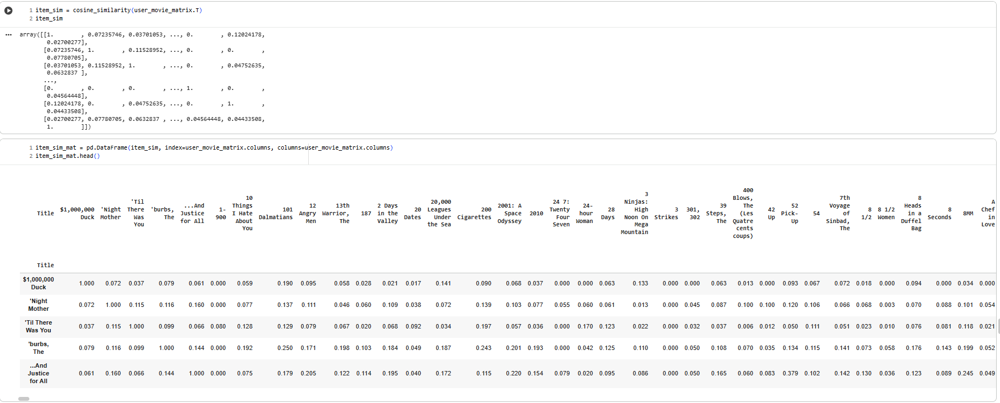 1 item_sim = cosine_similarity(user_movie_matrix.T)
2 item_sim
array([[1.        , 0.07235746, 0.03701053, ..., 0.        , 0.12024178,
        0.02700277],
       [0.07235746, 1.        , 0.11528952, ..., 0.        , 0.        ,
        0.07780705],
       [0.03701053, 0.11528952, 1.        , ..., 0.        , 0.04752635,
        0.0632837 ],
       ...,
       [0.        , 0.        , 0.        , ..., 1.        , 0.        ,
        0.04564448],
       [0.12024178, 0.        , 0.04752635, ..., 0.        , 1.        ,
        0.04433508],
       [0.02700277, 0.07780705, 0.0632837 , ..., 0.04564448, 0.04433508,
        1.        ]])
1 item_sim_mat = pd.DataFrame(item_sim, index=user_movie_matrix.columns, columns=user_movie_matrix.columns)
2 item_sim_mat.head()
Title $1,000,000 Duck 'Night Mother 'Til There Was You 'burbs, The ...And Justice for All 1-900 10 Things I Hate About You 101 Dalmatians 12 Angry Men 13th Warrior, The 187 2 Days in the Valley 20 Dates 20,000 Leagues Under the Sea 200 Cigarettes 2001: A Space Odyssey 2010 24 7: Twenty Four Seven 24-hour Woman 28 Days 3 Ninjas: High Noon On Mega Mountain 3 Strikes 301, 302 39 Steps, The 400 Blows, The (Les Quatre cents coups) 42 Up 52 Pick-Up 54 7th Voyage of Sinbad, The 8 1/2 8 1/2 Women 8 Heads in a Duffel Bag 8 Seconds 8MM A Chef in Love
Title
$1,000,000 Duck 1.000 0.072 0.037 0.079 0.061 0.000 0.059 0.190 0.095 0.058 0.028 0.021 0.017 0.141 0.090 0.068 0.037 0.000 0.000 0.063 0.133 0.000 0.000 0.063 0.013 0.000 0.093 0.067 0.072 0.018 0.000 0.094 0.000 0.034 0.000
'Night Mother 0.072 1.000 0.115 0.116 0.160 0.000 0.077 0.137 0.111 0.046 0.060 0.109 0.038 0.072 0.139 0.103 0.077 0.055 0.060 0.061 0.013 0.000 0.045 0.087 0.100 0.100 0.120 0.106 0.066 0.068 0.003 0.070 0.088 0.101 0.054
'Til There Was You 0.037 0.115 1.000 0.099 0.066 0.080 0.128 0.129 0.079 0.067 0.020 0.068 0.092 0.034 0.197 0.057 0.036 0.000 0.170 0.123 0.022 0.000 0.032 0.037 0.006 0.012 0.050 0.111 0.051 0.023 0.010 0.076 0.081 0.118 0.021
'burbs, The 0.079 0.116 0.099 1.000 0.144 0.000 0.192 0.250 0.171 0.198 0.103 0.184 0.049 0.187 0.243 0.201 0.193 0.000 0.042 0.125 0.110 0.000 0.050 0.108 0.070 0.035 0.134 0.115 0.141 0.073 0.058 0.176 0.143 0.199 0.052
...And Justice for All 0.061 0.160 0.066 0.144 1.000 0.000 0.075 0.179 0.205 0.122 0.114 0.195 0.040 0.172 0.115 0.220 0.154 0.079 0.020 0.095 0.086 0.000 0.050 0.165 0.060 0.083 0.379 0.102 0.142 0.130 0.036 0.123 0.089 0.245 0.049